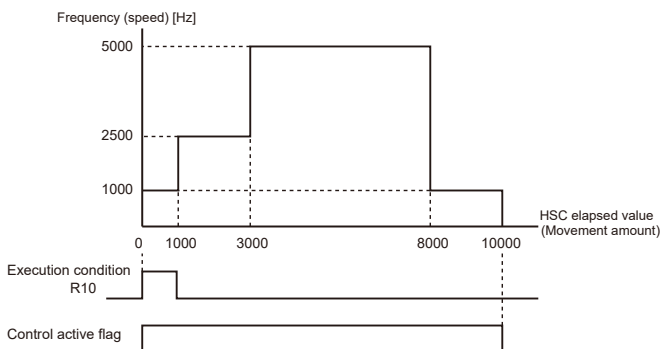 Frequency (speed) [Hz]
5000
2500
1000
HSC elapsed value
(Movement amount)
0 1000 3000 8000 10000
Execution condition
R10
Control active flag